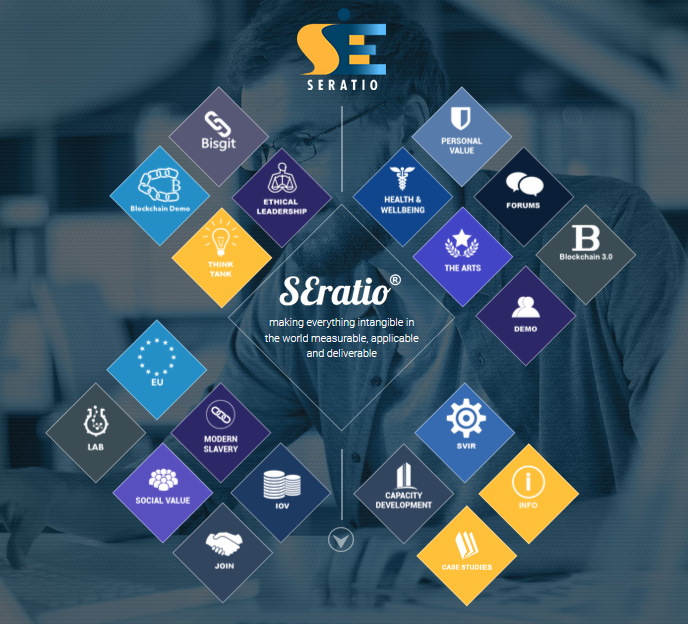 SE
SERATIO
Bisgit
Blockchain Demo
ETHICAL
LEADERSHIP
THINK
TANK
PERSONAL
VALUE
HEALTH &
WELLBEING
FORUMS
THE ARTS
B
Blockchain 3.0
DEMO
SEratio®
making everything intangible in
the world measurable, applicable
and deliverable
EU
LAB
MODERN
SLAVERY
SOCIAL VALUE
IOV
JOIN
SVIR
CAPACITY
DEVELOPMENT
i
INFO
CASE STUDIES